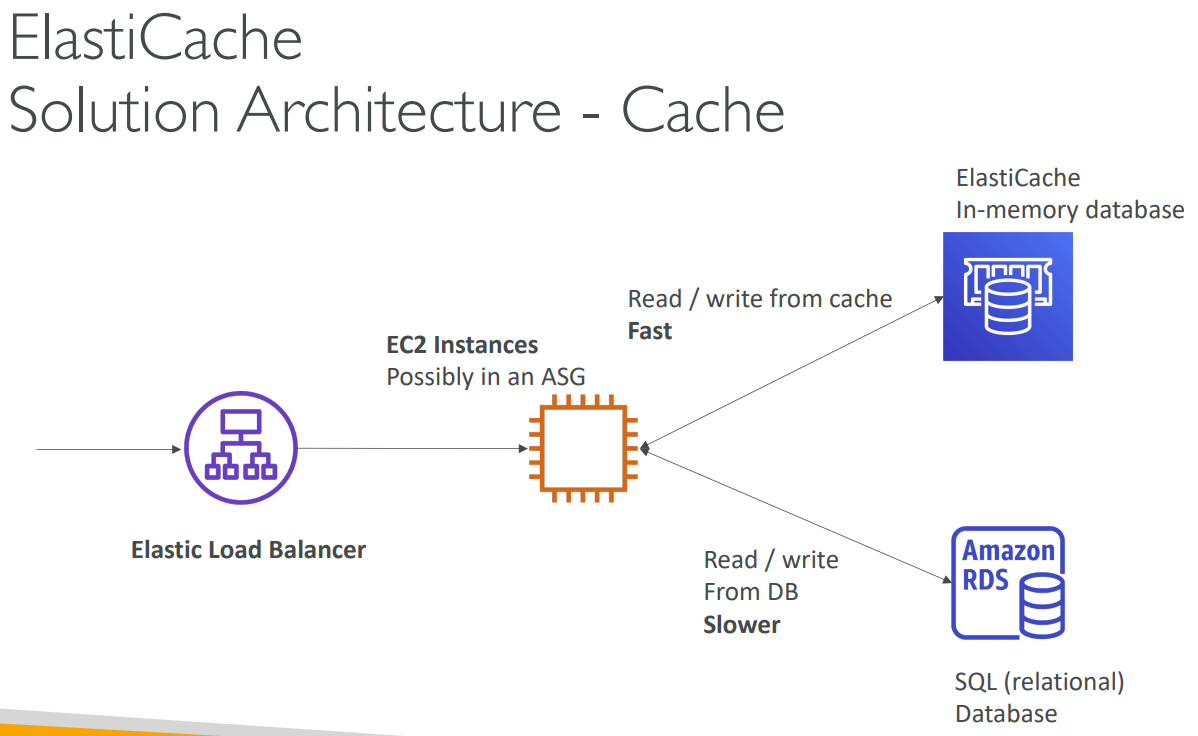 ElastiCache
Solution Architecture - Cache
ElastiCache
In-memory database
Read / write from cache
Fast
EC2 Instances
Possibly in an ASG
Elastic Load Balancer
Read / write
From DB
Slower
Amazon
RDS
SQL (relational)
Database